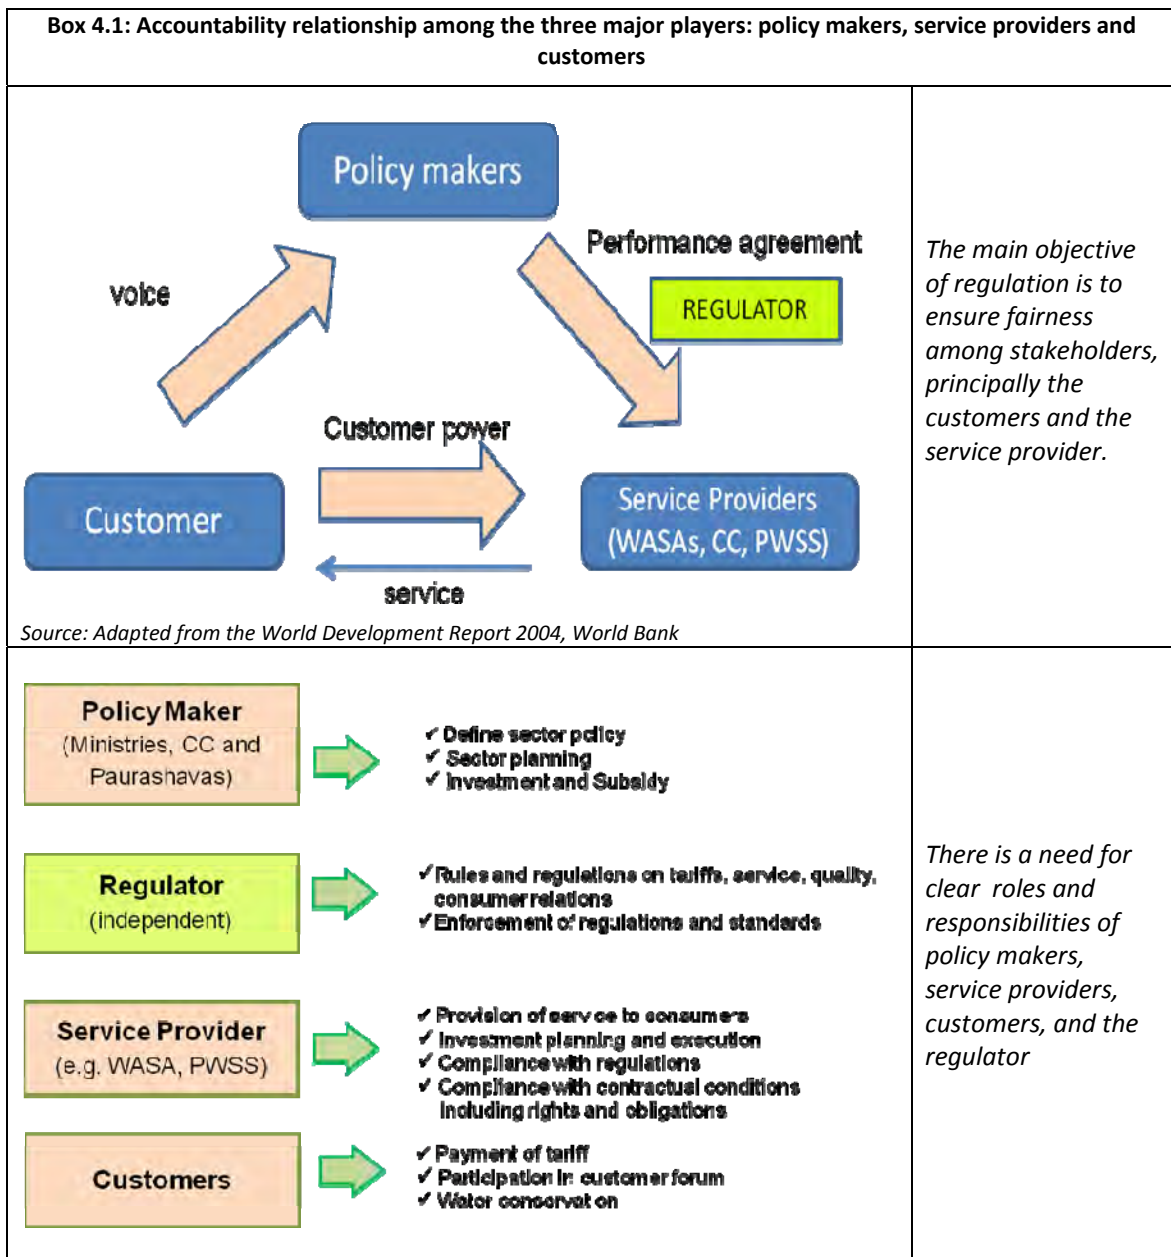 Box 4.1: Accountability relationship among the three major players: policy makers, service providers and
customers
Policy makers
voice
Performance agreement
REGULATOR
Customer power
Customer
Service Providers
(WASAs, CC, PWSS)
service
Source: Adapted from the World Development Report 2004, World Bank
The main objective
of regulation is to
ensure fairness
among stakeholders,
principally the
customers and the
service provider.
Policy Maker
(Ministries, CC and
Paurashavas)
✓ Define sector policy
✓ Sector planning
✓ Investment and Subsidy
Regulator
(independent)
✓ Rules and regulations on tariffs, service, quality,
consumer relations
✓ Enforcement of regulations and standards
Service Provider
(e.g. WASA, PWSS)
✓ Provision of service to consumers
✓ Investment planning and execution
✓ Compliance with regulations
✓ Compliance with contractual conditions
including rights and obligations
Customers
✓ Payment of tariff
✓ Participation in customer forum
✓ Water conservation
There is a need for
clear roles and
responsibilities of
policy makers,
service providers,
customers, and the
regulator